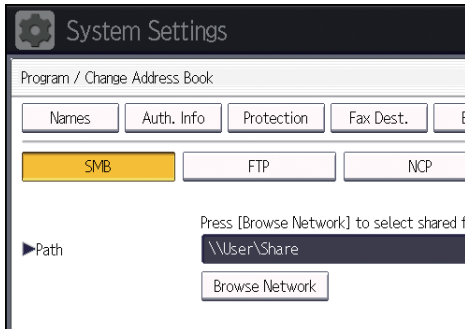 System Settings
Program / Change Address Book
Names Auth. Info Protection Fax Dest. E
SMB FTP NCP
Press [Browse Network] to select shared f
▶Path \\User\Share
Browse Network